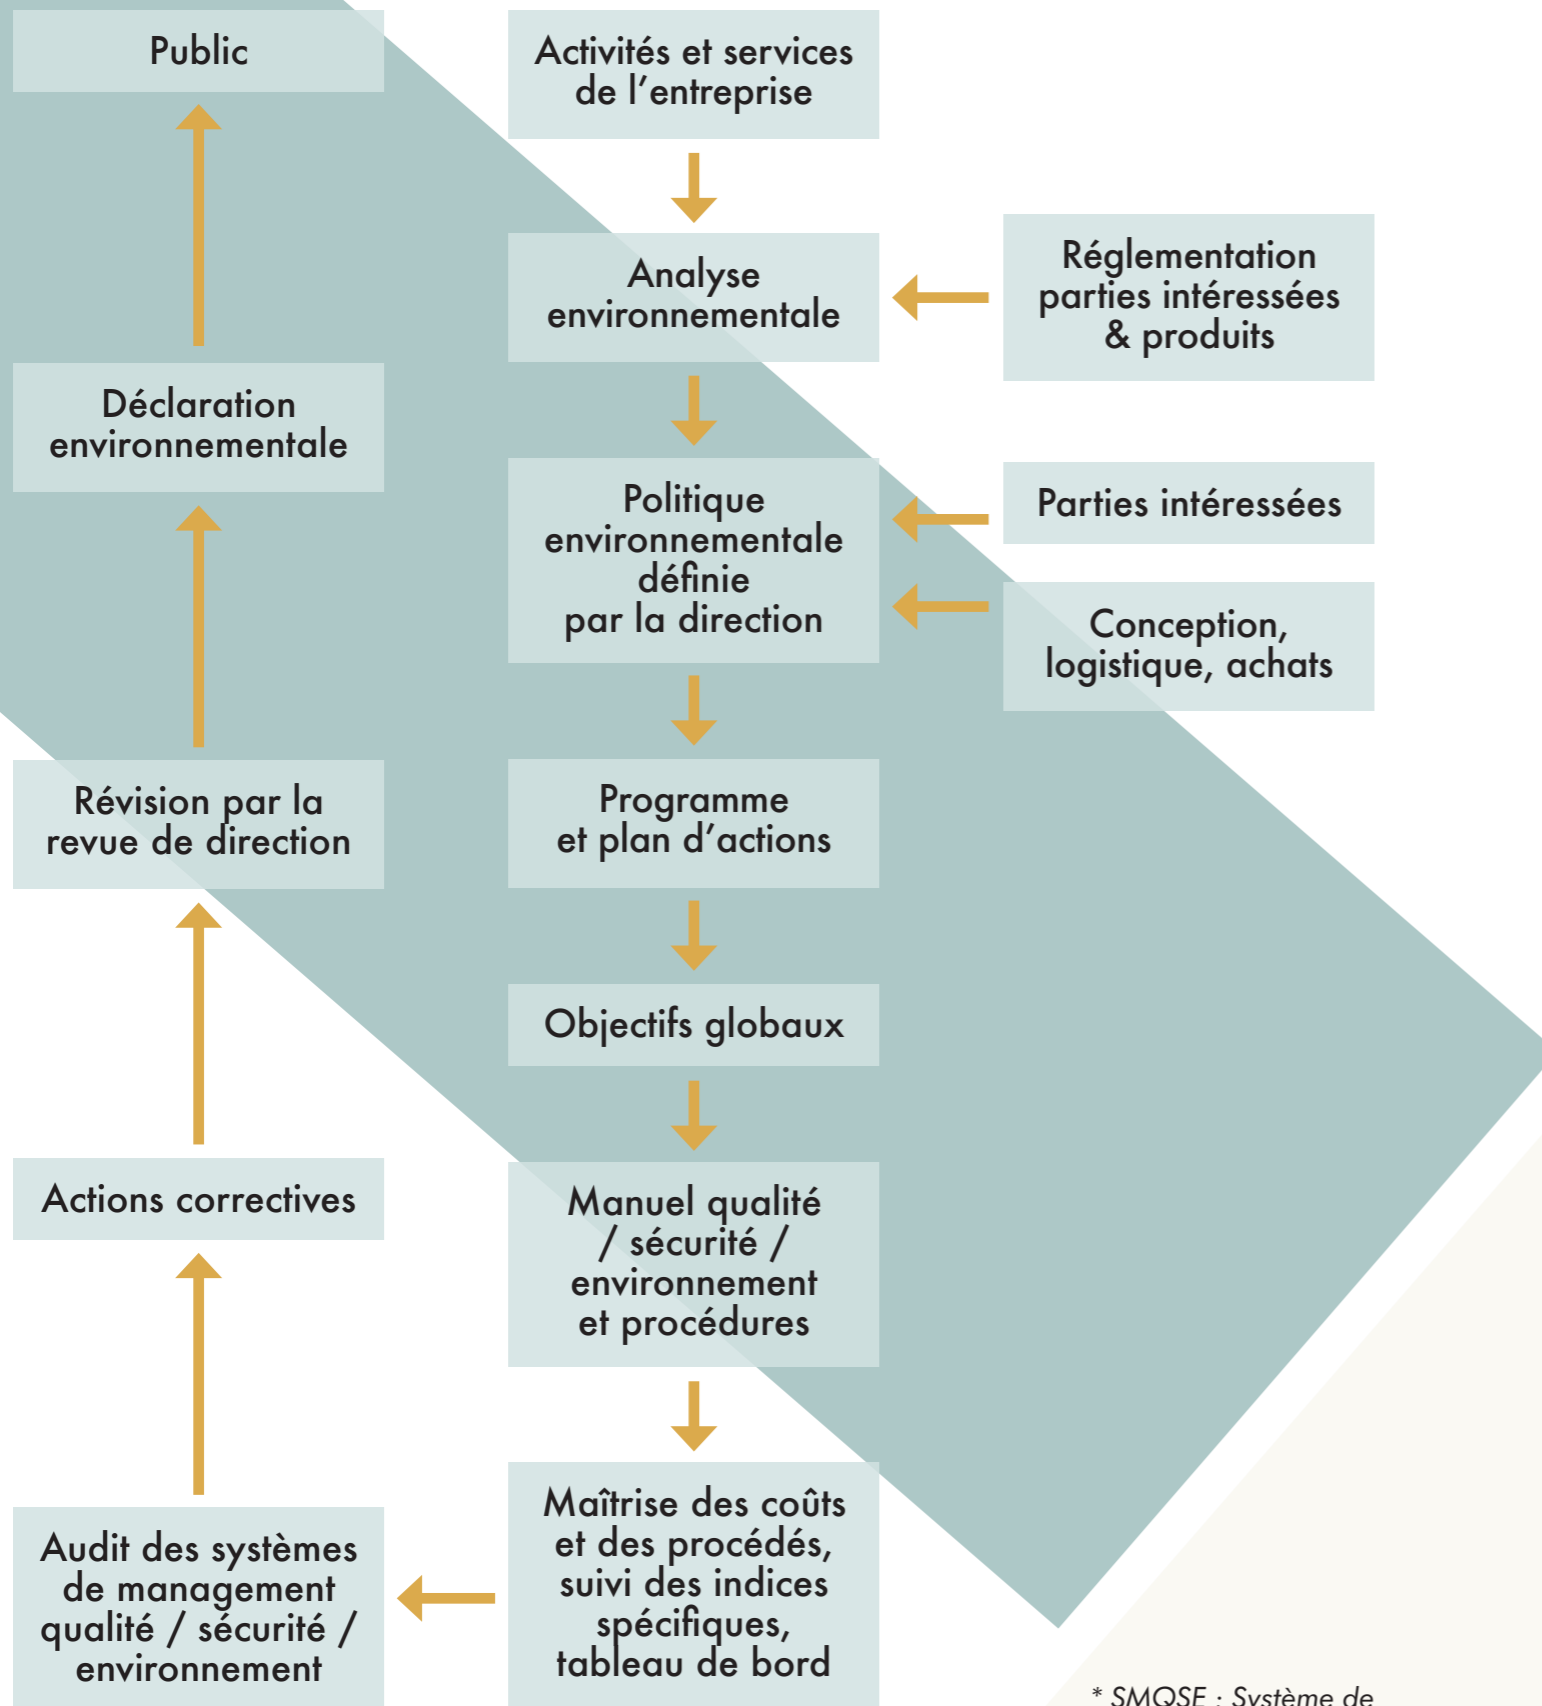 Public
Activités et services
de l’entreprise
Analyse
environnementale
Réglementation
parties intéressées
& produits
Déclaration
environnementale
Politique
environnementale
définie
par la direction
Parties intéressées
Conception,
logistique, achats
Révision par la
revue de direction
Programme
et plan d’actions
Objectifs globaux
Actions correctives
Manuel qualité
/ sécurité /
environnement
et procédures
Audit des systèmes
de management
qualité / sécurité /
environnement
Maîtrise des coûts
et des procédés,
suivi des indices
spécifiques,
tableau de bord
* SMQSE : Système de